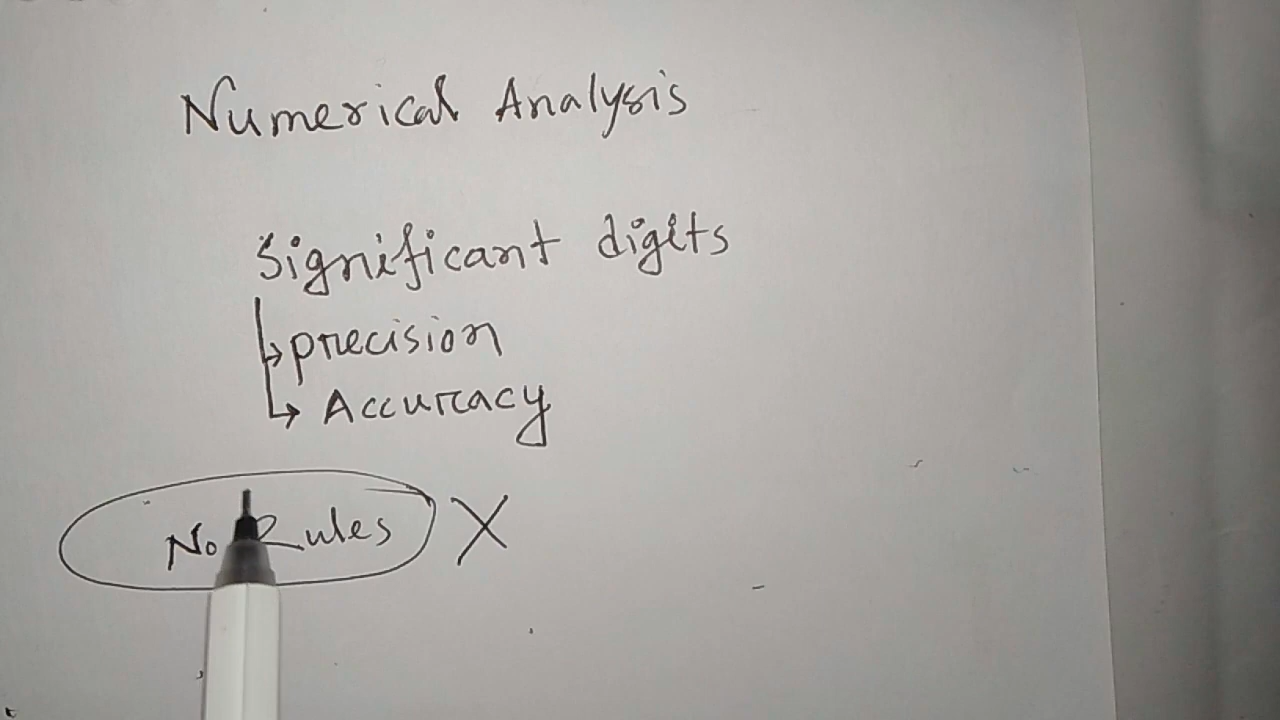 Numerical Analysis
Significant digits
↳ precision
↳ Accuracy
No Rules X